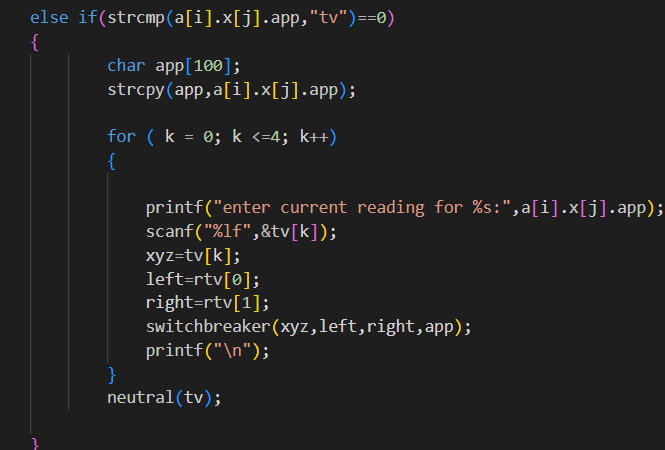 else if(strcmp(a[i].x[j].app,"tv")==0)
{
char app[100];
strcpy(app,a[i].x[j].app);
for ( k = 0; k <=4; k++)
{
printf("enter current reading for %s:",a[i].x[j].app);
scanf("%lf",&tv[k]);
xyz=tv[k];
left=rtv[0];
right=rtv[1];
switchbreaker(xyz,left,right,app);
printf("\n");
}
neutral(tv);
}